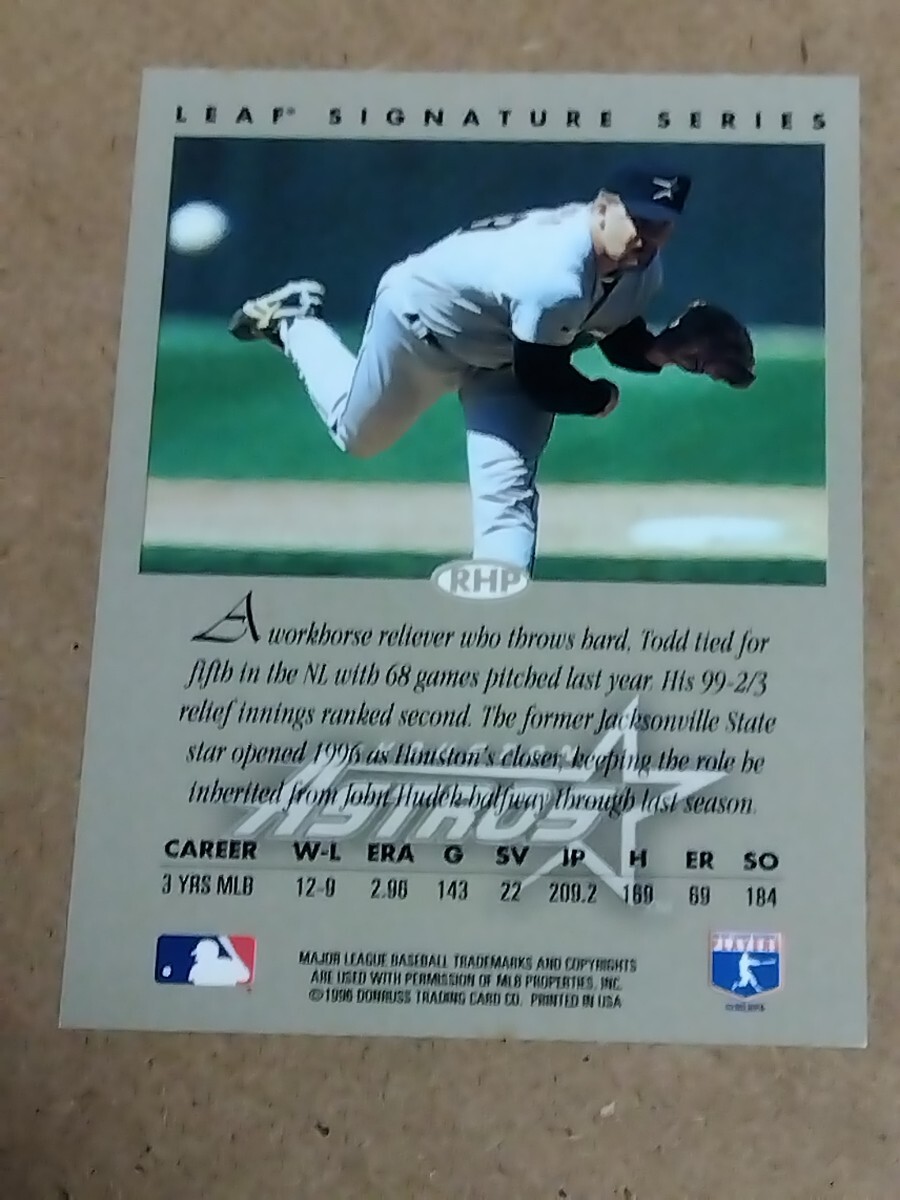 LEAF® SIGNATURE SERIES
RHP
A workhorse reliever who throws hard, Todd tied for
fifth in the NL with 68 games pitched last year. His 99-2/3
relief innings ranked second. The former Jacksonville State
star opened 1996 as Houston's closer, keeping the role he
inherited from John Hudek halfway through last season.
HOUSTON
ASTROS
CAREER W-L ERA G SV IP H ER SO
3 YRS MLB 12-9 2.96 143 22 209.2 169 69 184
MAJOR LEAGUE BASEBALL TRADEMARKS AND COPYRIGHTS
ARE USED WITH PERMISSION OF MLB PROPERTIES, INC.
©1996 DONRUSS TRADING CARD CO. PRINTED IN USA
PLAYERS